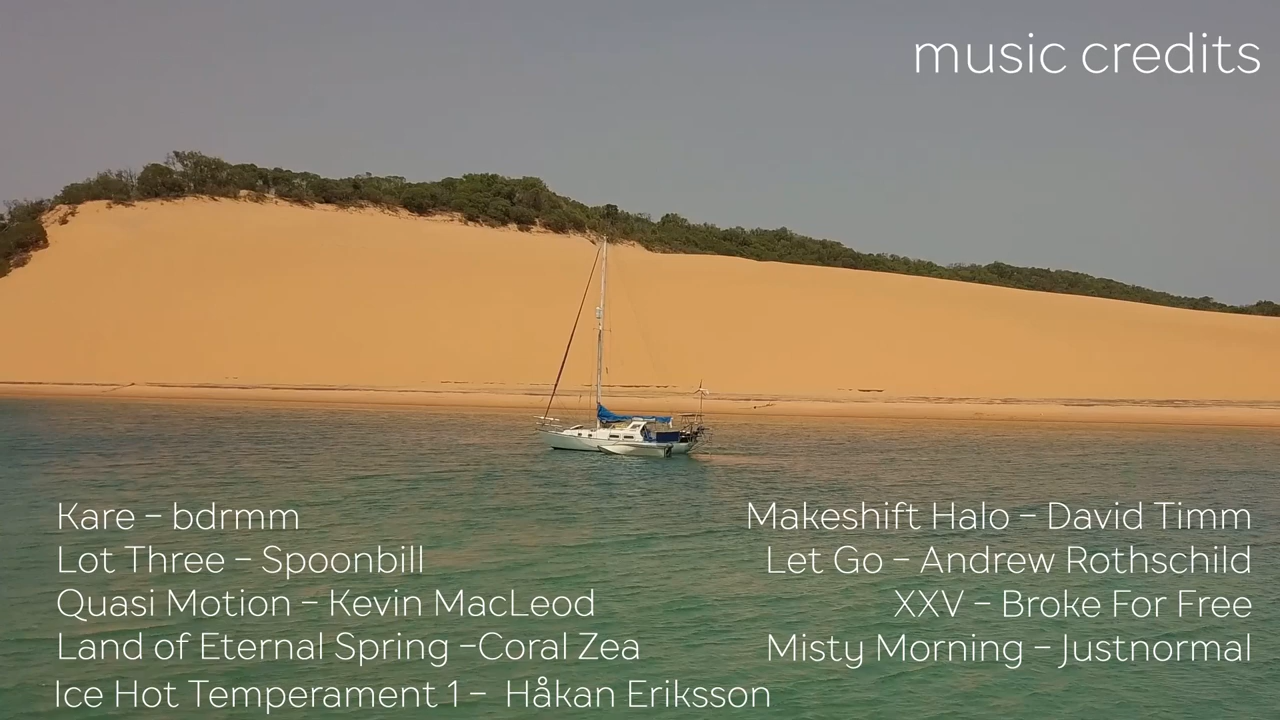 music credits
Kare – bdrmm
Lot Three – Spoonbill
Quasi Motion – Kevin MacLeod
Land of Eternal Spring –Coral Zea
Ice Hot Temperament 1 – Håkan Eriksson
Makeshift Halo – David Timm
Let Go – Andrew Rothschild
XXV – Broke For Free
Misty Morning – Justnormal